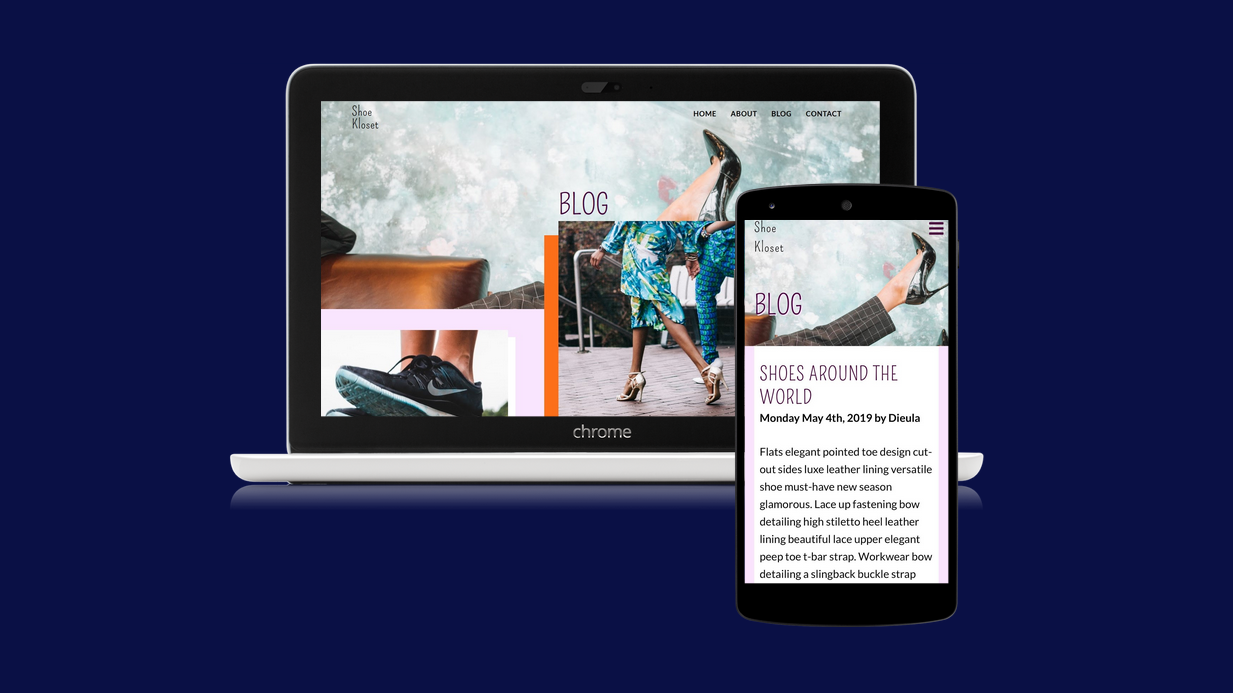 Shoe
Kloset
HOME ABOUT BLOG CONTACT
BLOG
chrome
Shoe
Kloset
BLOG
SHOES AROUND THE
WORLD
Monday May 4th, 2019 by Dieula
Flats elegant pointed toe design cut-
out sides luxe leather lining versatile
shoe must-have new season
glamorous. Lace up fastening bow
detailing high stiletto heel leather
lining beautiful lace upper elegant
peep toe t-bar strap. Workwear bow
detailing a slingback buckle strap